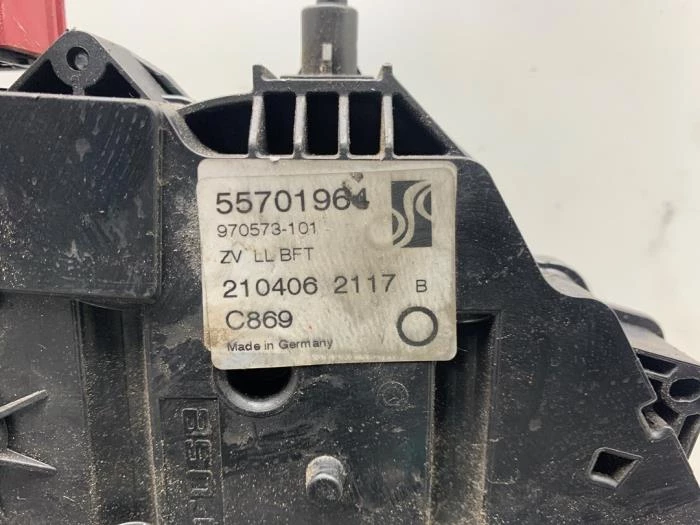 55701964
970573-101
ZV LL BFT
210406 2117 B
C869
Made in Germany